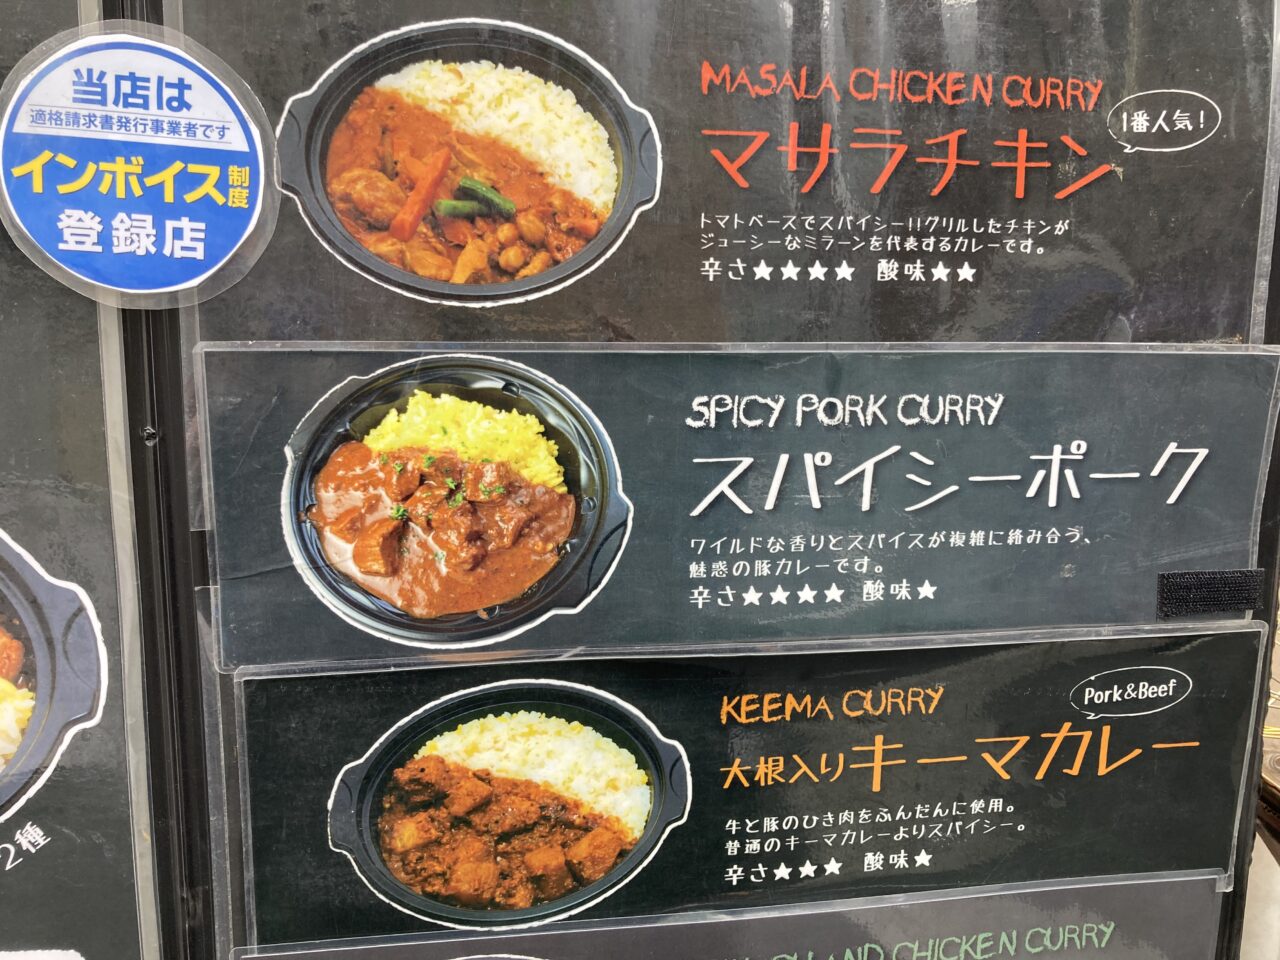 当店は
適格請求書発行事業者です
インボイス制度
登録店
MASALA CHICKEN CURRY
マサラチキン
1番人気!
トマトベースでスパイシー!!グリルしたチキンが
ジューシーなミラーンを代表するカレーです。
辛さ★★★★ 酸味★★
SPICY PORK CURRY
スパイシーポーク
ワイルドな香りとスパイスが複雑に絡み合う、
魅惑の豚カレーです。
辛さ★★★★ 酸味★
KEEMA CURRY
Pork&Beef
大根入りキーマカレー
牛と豚のひき肉をふんだんに使用。
普通のキーマカレーよりスパイシー。
辛さ★★★ 酸味★
2種
AND CHICKEN CURRY